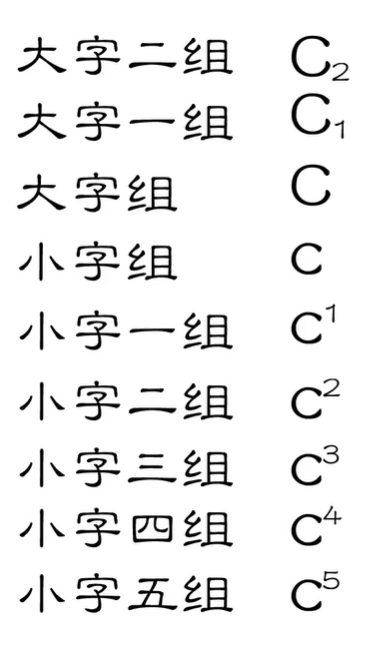 大字二组 C₂
大字一组 C₁
大字组 C
小字组 c
小字一组 c¹
小字二组 c²
小字三组 c³
小字四组 c⁴
小字五组 c⁵